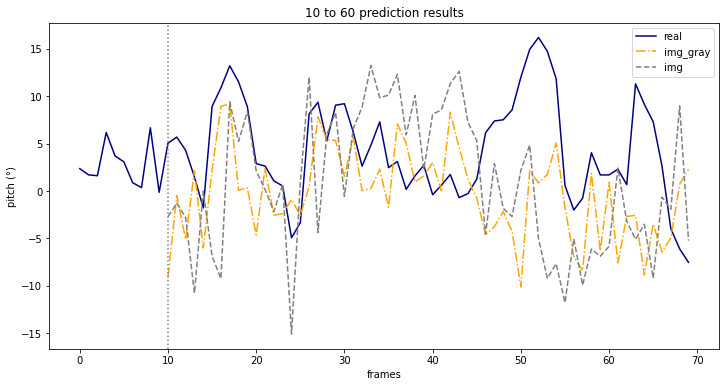 10 to 60 prediction results
real
img_gray
img
pitch (°)
15
10
5
0
−5
−10
−15
0
10
20
30
40
50
60
70
frames